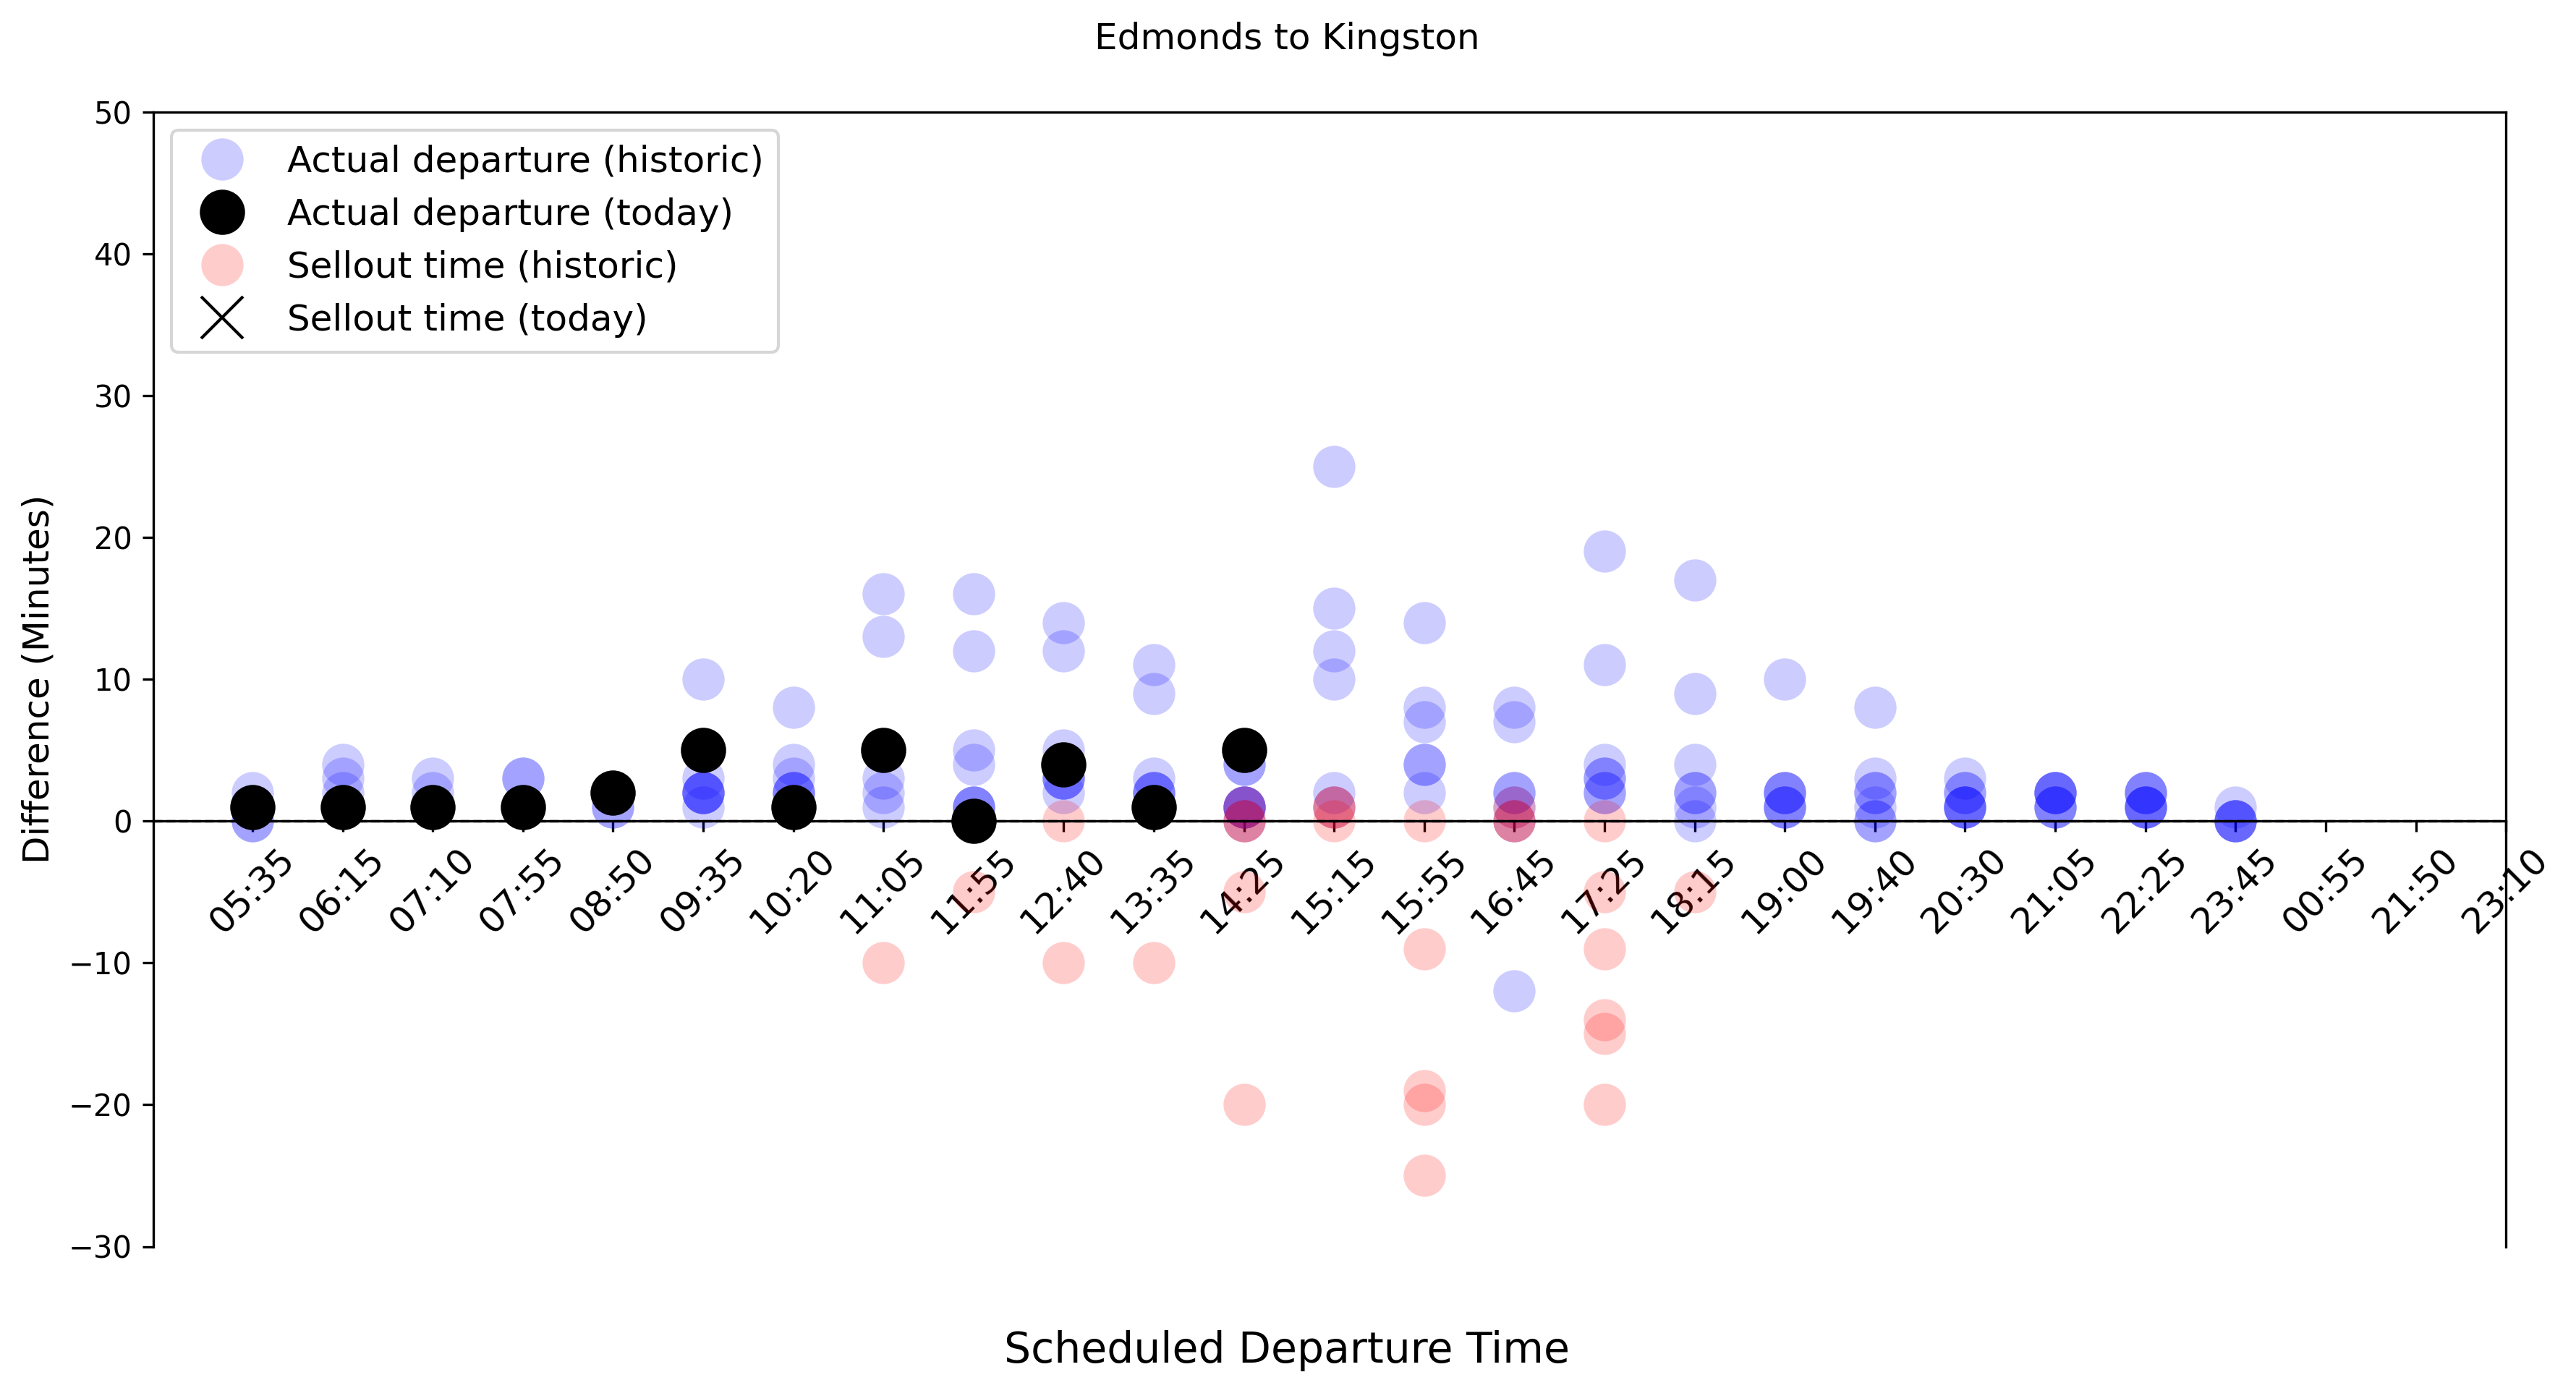 Edmonds to Kingston
50
40
30
20
10
0
−10
−20
−30
Difference (Minutes)
Actual departure (historic)
Actual departure (today)
Sellout time (historic)
Sellout time (today)
05:35 06:15 07:10 07:55 08:50 09:35 10:20 11:05 11:55 12:40 13:35 14:25 15:15 15:55 16:45 17:25 18:15 19:00 19:40 20:30 21:05 22:25 23:45 00:55 21:50 23:10
Scheduled Departure Time